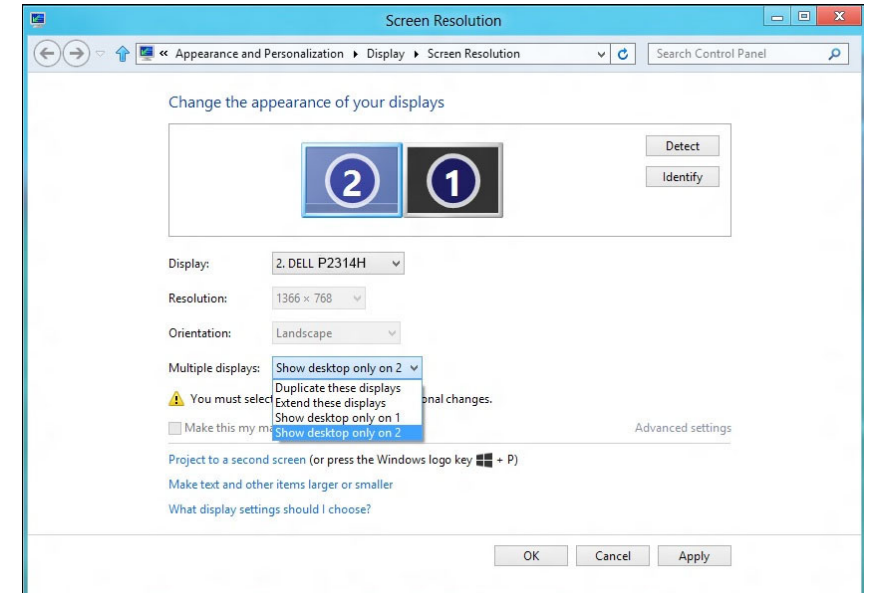 Screen Resolution
« Appearance and Personalization ▸ Display ▸ Screen Resolution
Search Control Panel
Change the appearance of your displays
2 1
Detect
Identify
Display: 2. DELL P2314H
Resolution: 1366 × 768
Orientation: Landscape
Multiple displays: Show desktop only on 2
Duplicate these displays
You must selec onal changes.
Extend these displays
Show desktop only on 1
Make this my m Advanced settings
Show desktop only on 2
Project to a second screen (or press the Windows logo key + P)
Make text and other items larger or smaller
What display settings should I choose?
OK Cancel Apply